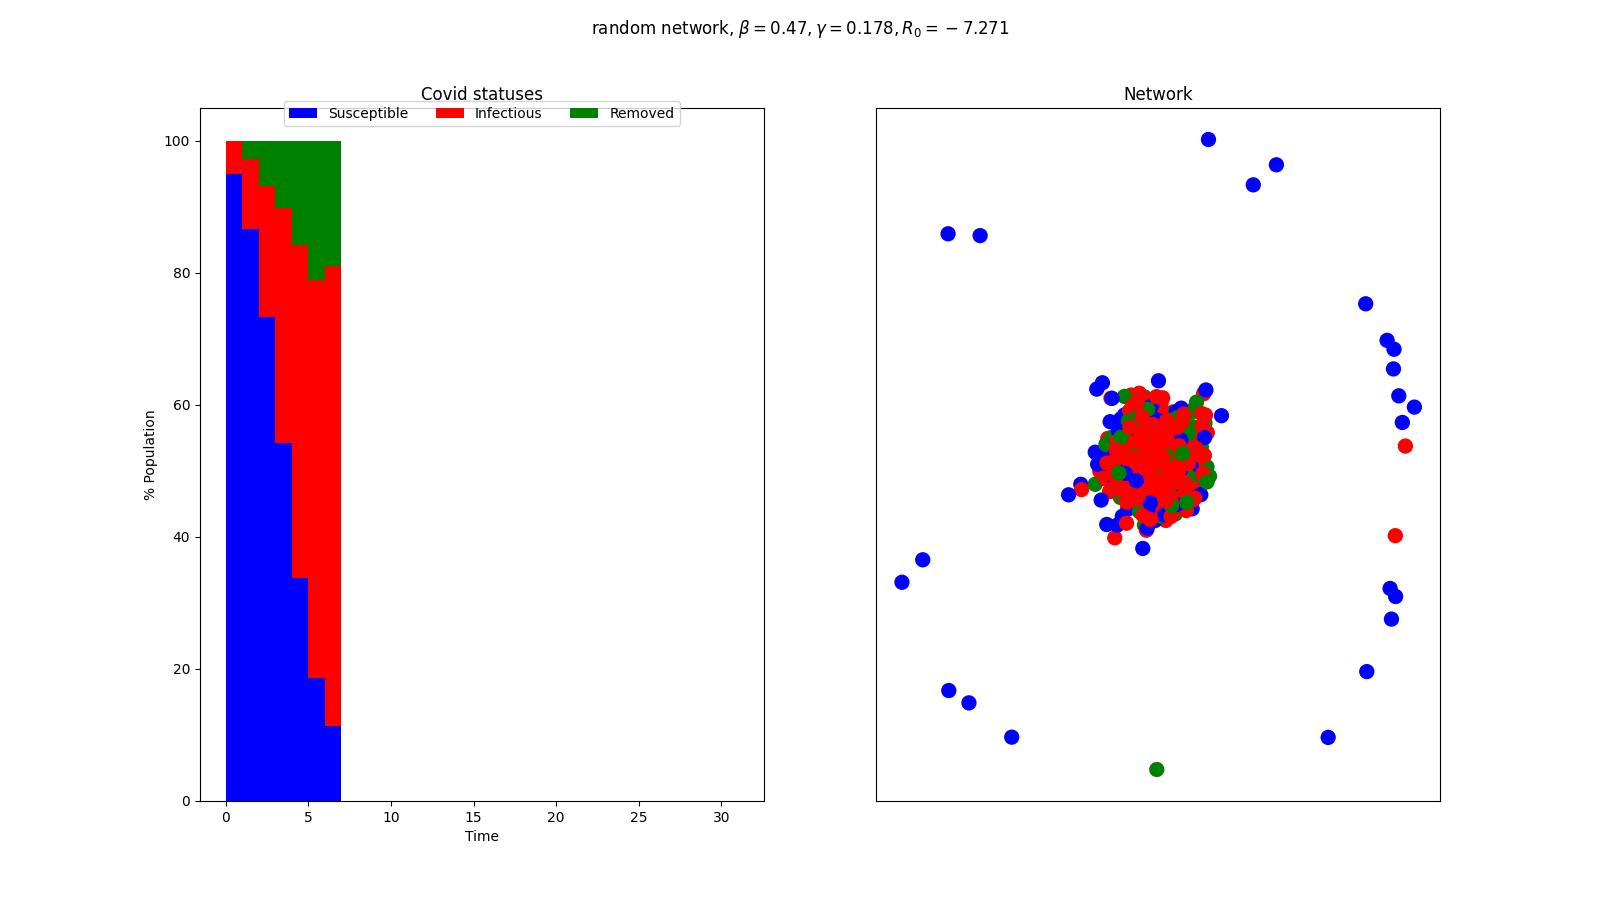 random network, β = 0.47, γ = 0.178, R₀ = − 7.271
Covid statuses
Susceptible Infectious Removed
100
80
60
40
20
0
% Population
0 5 10 15 20 25 30
Time
Network